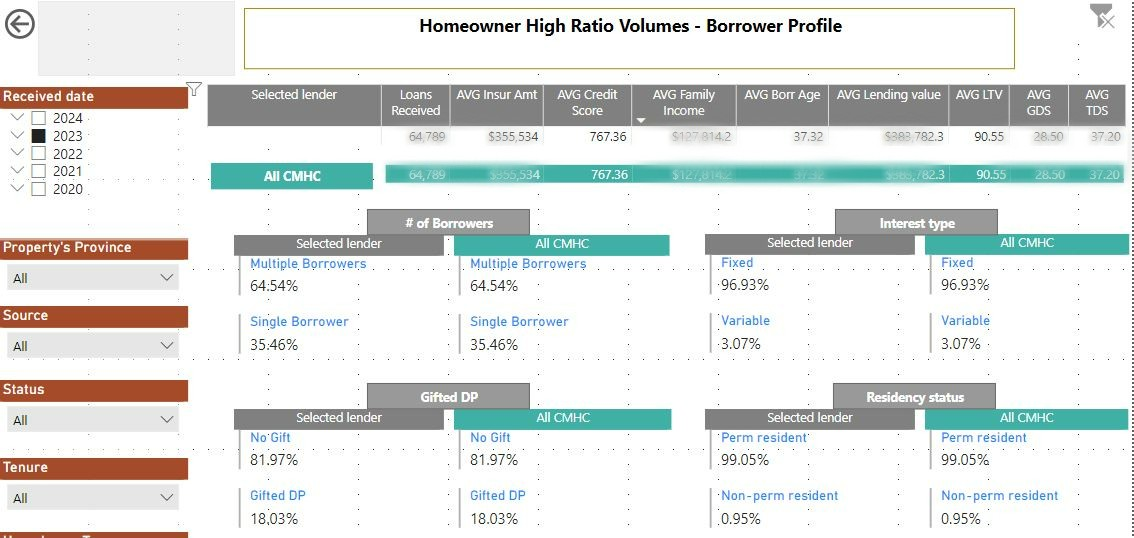 Homeowner High Ratio Volumes - Borrower Profile
Received date
2024
2023
2022
2021
2020
Selected lender Loans Received AVG Insur Amt AVG Credit Score AVG Family Income AVG Borr Age AVG Lending value AVG LTV AVG GDS AVG TDS
64,789 $355,534 767.36 $127,814.2 37.32 $383,782.3 90.55 28.50 37.20
All CMHC 64,789 $355,534 767.36 $127,814.2 37.32 $383,782.3 90.55 28.50 37.20
Property's Province
All
Source
All
Status
All
Tenure
All
# of Borrowers
Selected lender All CMHC
Multiple Borrowers Multiple Borrowers
64.54% 64.54%
Single Borrower Single Borrower
35.46% 35.46%
Interest type
Selected lender All CMHC
Fixed Fixed
96.93% 96.93%
Variable Variable
3.07% 3.07%
Gifted DP
Selected lender All CMHC
No Gift No Gift
81.97% 81.97%
Gifted DP Gifted DP
18.03% 18.03%
Residency status
Selected lender All CMHC
Perm resident Perm resident
99.05% 99.05%
Non-perm resident Non-perm resident
0.95% 0.95%